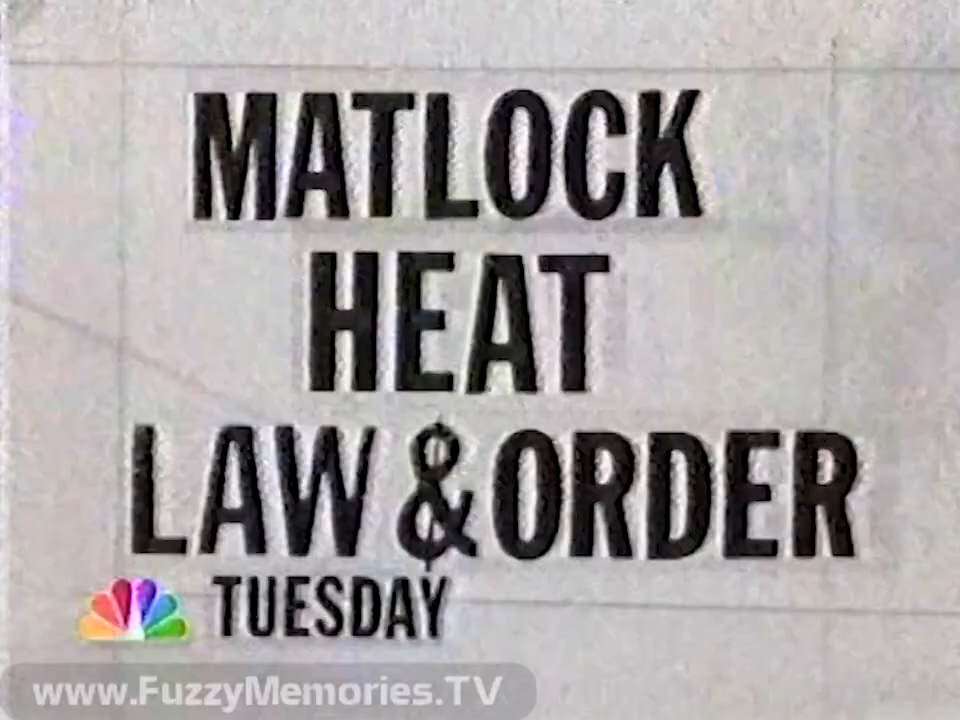 MATLOCK
HEAT
LAW & ORDER
TUESDAY
www.FuzzyMemories.TV